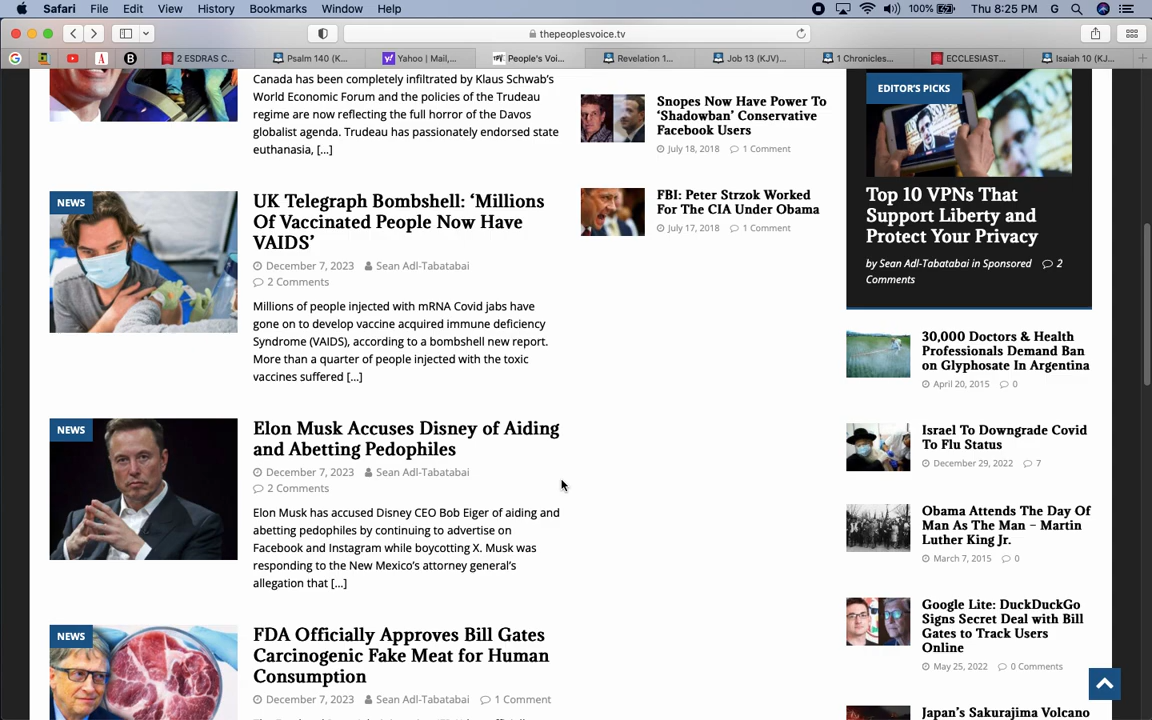 Safari File Edit View History Bookmarks Window Help 100% Thu 8:25 PM G
thepeoplesvoice.tv
2 ESDRAS C... Psalm 140 (K... Yahoo | Mail,... People's Voi... Revelation 1... Job 13 (KJV)... 1 Chronicles... ECCLESIAST... Isaiah 10 (KJ...
Canada has been completely infiltrated by Klaus Schwab's
World Economic Forum and the policies of the Trudeau
regime are now reflecting the full horror of the Davos
globalist agenda. Trudeau has passionately endorsed state
euthanasia, [...]
NEWS
UK Telegraph Bombshell: 'Millions
Of Vaccinated People Now Have
VAIDS'
December 7, 2023 Sean Adl-Tabatabai
2 Comments
Millions of people injected with mRNA Covid jabs have
gone on to develop vaccine acquired immune deficiency
Syndrome (VAIDS), according to a bombshell new report.
More than a quarter of people injected with the toxic
vaccines suffered [...]
NEWS
Elon Musk Accuses Disney of Aiding
and Abetting Pedophiles
December 7, 2023 Sean Adl-Tabatabai
2 Comments
Elon Musk has accused Disney CEO Bob Eiger of aiding and
abetting pedophiles by continuing to advertise on
Facebook and Instagram while boycotting X. Musk was
responding to the New Mexico's attorney general's
allegation that [...]
NEWS
FDA Officially Approves Bill Gates
Carcinogenic Fake Meat for Human
Consumption
December 7, 2023 Sean Adl-Tabatabai 1 Comment
Snopes Now Have Power To
'Shadowban' Conservative
Facebook Users
July 18, 2018 1 Comment
FBI: Peter Strzok Worked
For The CIA Under Obama
July 17, 2018 1 Comment
EDITOR'S PICKS
Top 10 VPNs That
Support Liberty and
Protect Your Privacy
by Sean Adl-Tabatabai in Sponsored 2
Comments
30,000 Doctors & Health
Professionals Demand Ban
on Glyphosate In Argentina
April 20, 2015 0
Israel To Downgrade Covid
To Flu Status
December 29, 2022 7
Obama Attends The Day Of
Man As The Man – Martin
Luther King Jr.
March 7, 2015 0
Google Lite: DuckDuckGo
Signs Secret Deal with Bill
Gates to Track Users
Online
May 25, 2022 0 Comments
Japan's Sakurajima Volcano